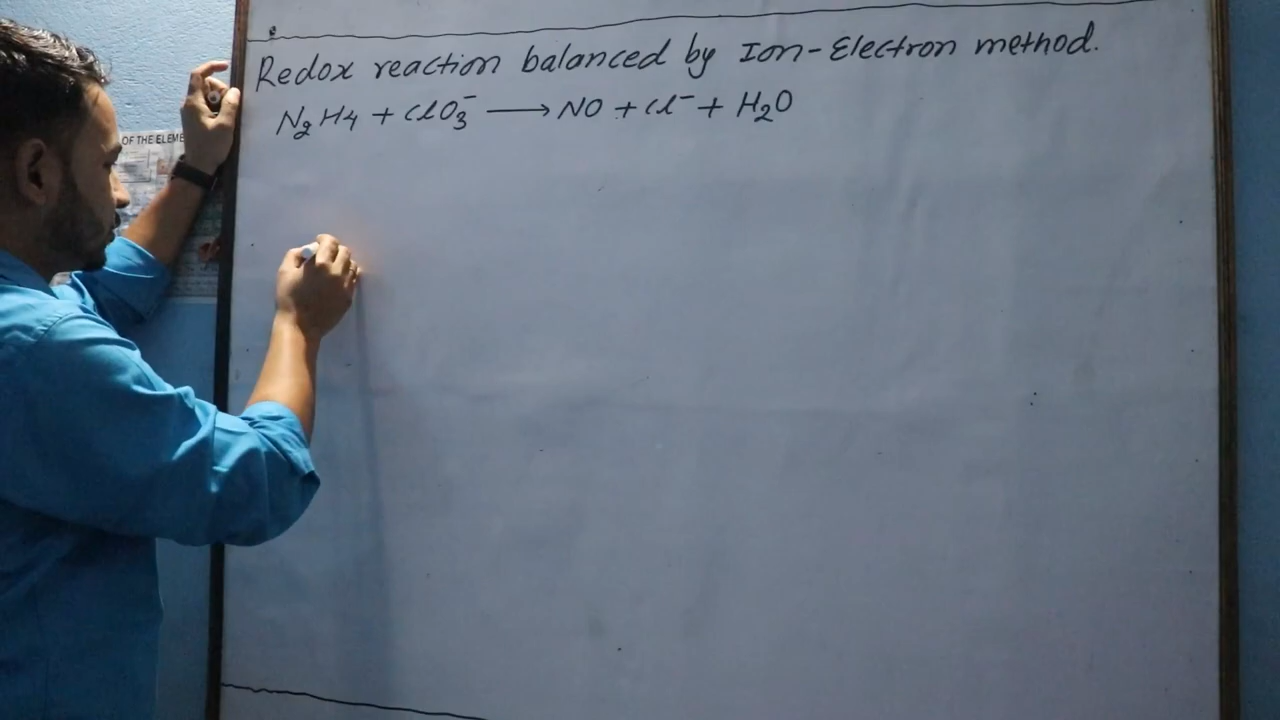 OF THE ELEME
Redox reaction balanced by Ion-Electron method.
N₂H₄ + ClO₃⁻ ⟶ NO + Cl⁻ + H₂O